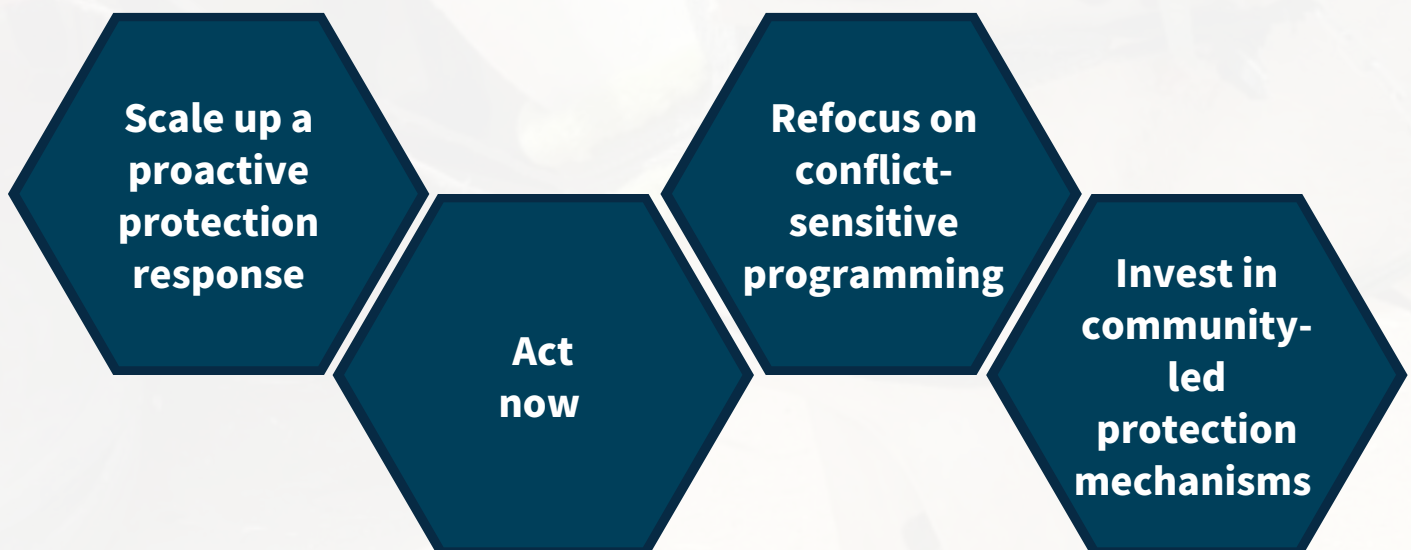 Scale up a
proactive
protection
response
Act
now
Refocus on
conflict-
sensitive
programming
Invest in
community-
led
protection
mechanisms